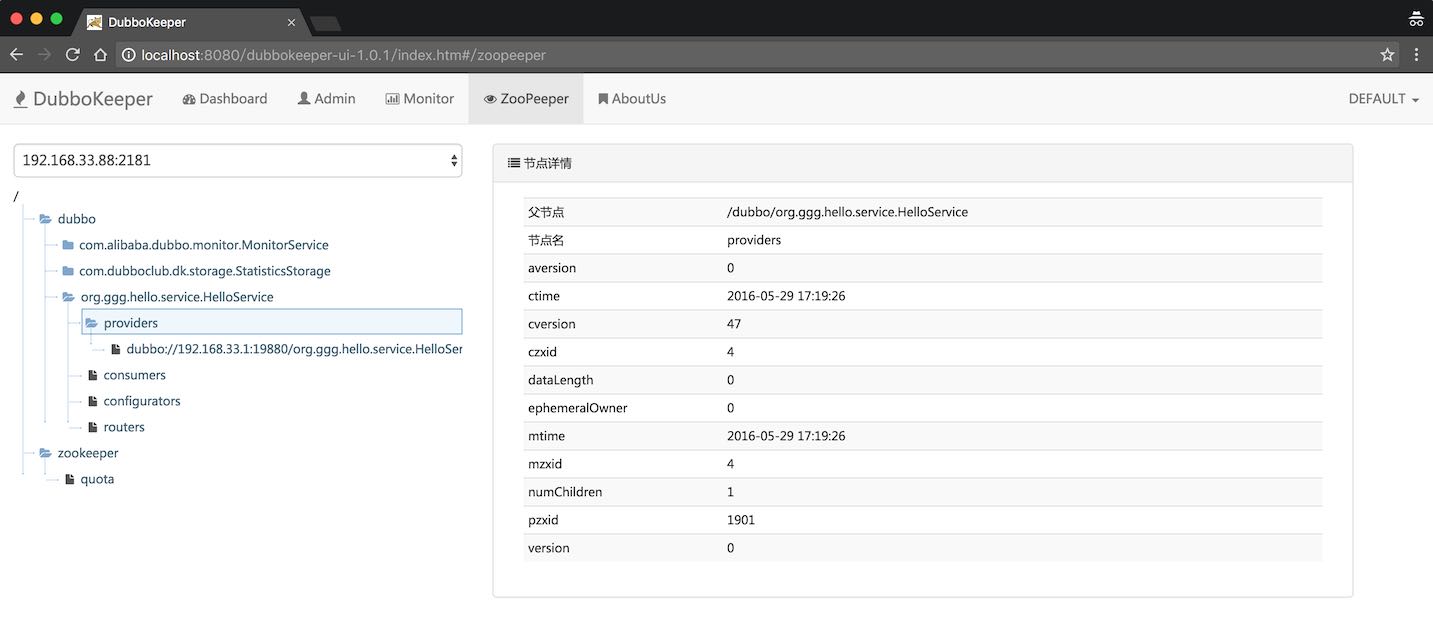 DubboKeeper
localhost:8080/dubbokeeper-ui-1.0.1/index.htm#/zoopeeper
DubboKeeper Dashboard Admin Monitor ZooPeeper AboutUs DEFAULT
192.168.33.88:2181
/
dubbo
com.alibaba.dubbo.monitor.MonitorService
com.dubboclub.dk.storage.StatisticsStorage
org.ggg.hello.service.HelloService
providers
dubbo://192.168.33.1:19880/org.ggg.hello.service.HelloSer
consumers
configurators
routers
zookeeper
quota
节点详情
父节点 /dubbo/org.ggg.hello.service.HelloService
节点名 providers
aversion 0
ctime 2016-05-29 17:19:26
cversion 47
czxid 4
dataLength 0
ephemeralOwner 0
mtime 2016-05-29 17:19:26
mzxid 4
numChildren 1
pzxid 1901
version 0